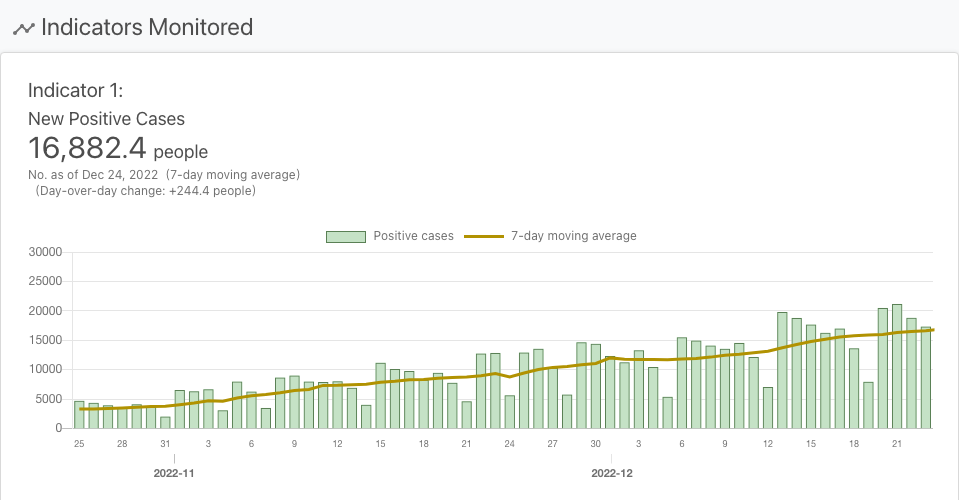 Indicators Monitored
Indicator 1:
New Positive Cases
16,882.4 people
No. as of Dec 24, 2022 (7-day moving average)
(Day-over-day change: +244.4 people)
Positive cases 7-day moving average
30000
25000
20000
15000
10000
5000
0
25 28 31 3 6 9 12 15 18 21 24 27 30 3 6 9 12 15 18 21
2022-11 2022-12